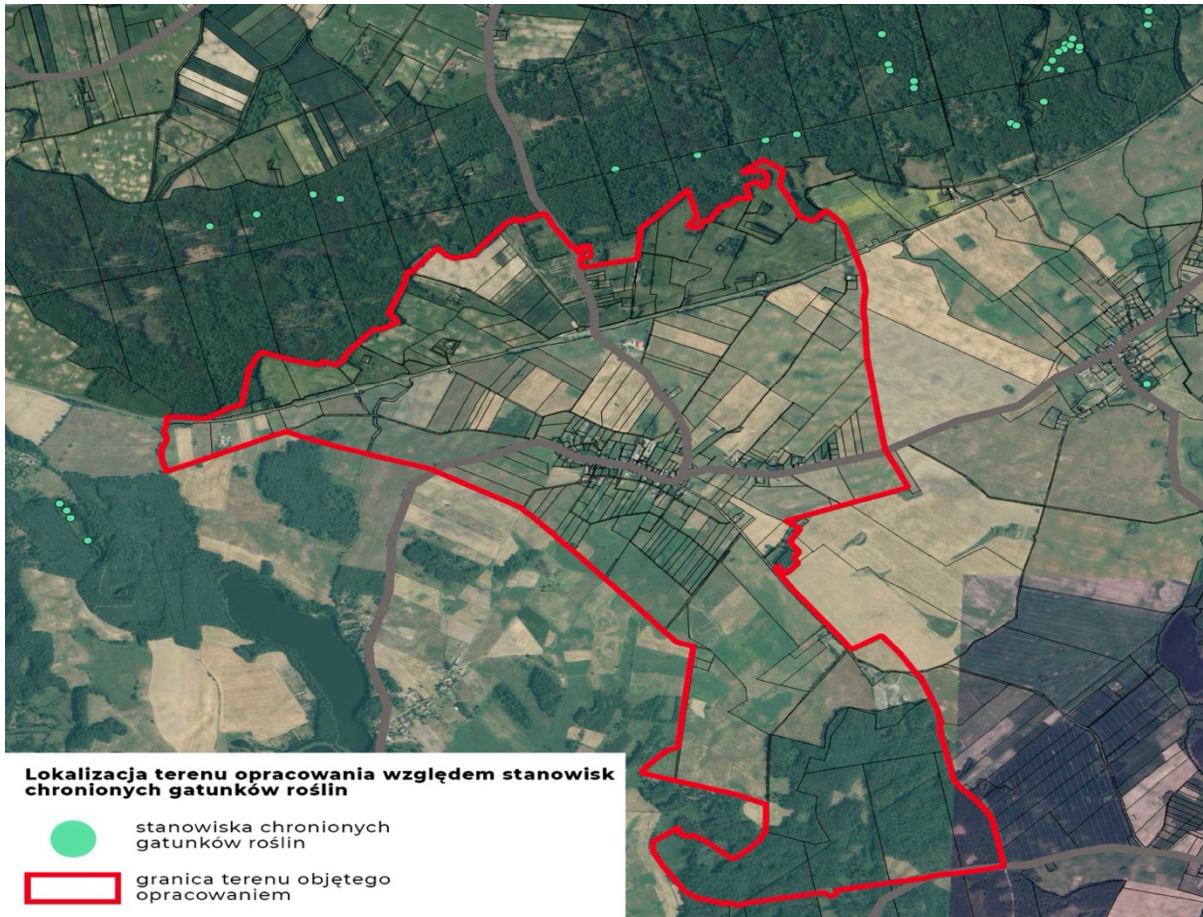 Lokalizacja terenu opracowania względem stanowisk
chronionych gatunków roślin
stanowiska chronionych
gatunków roślin
granica terenu objętego
opracowaniem